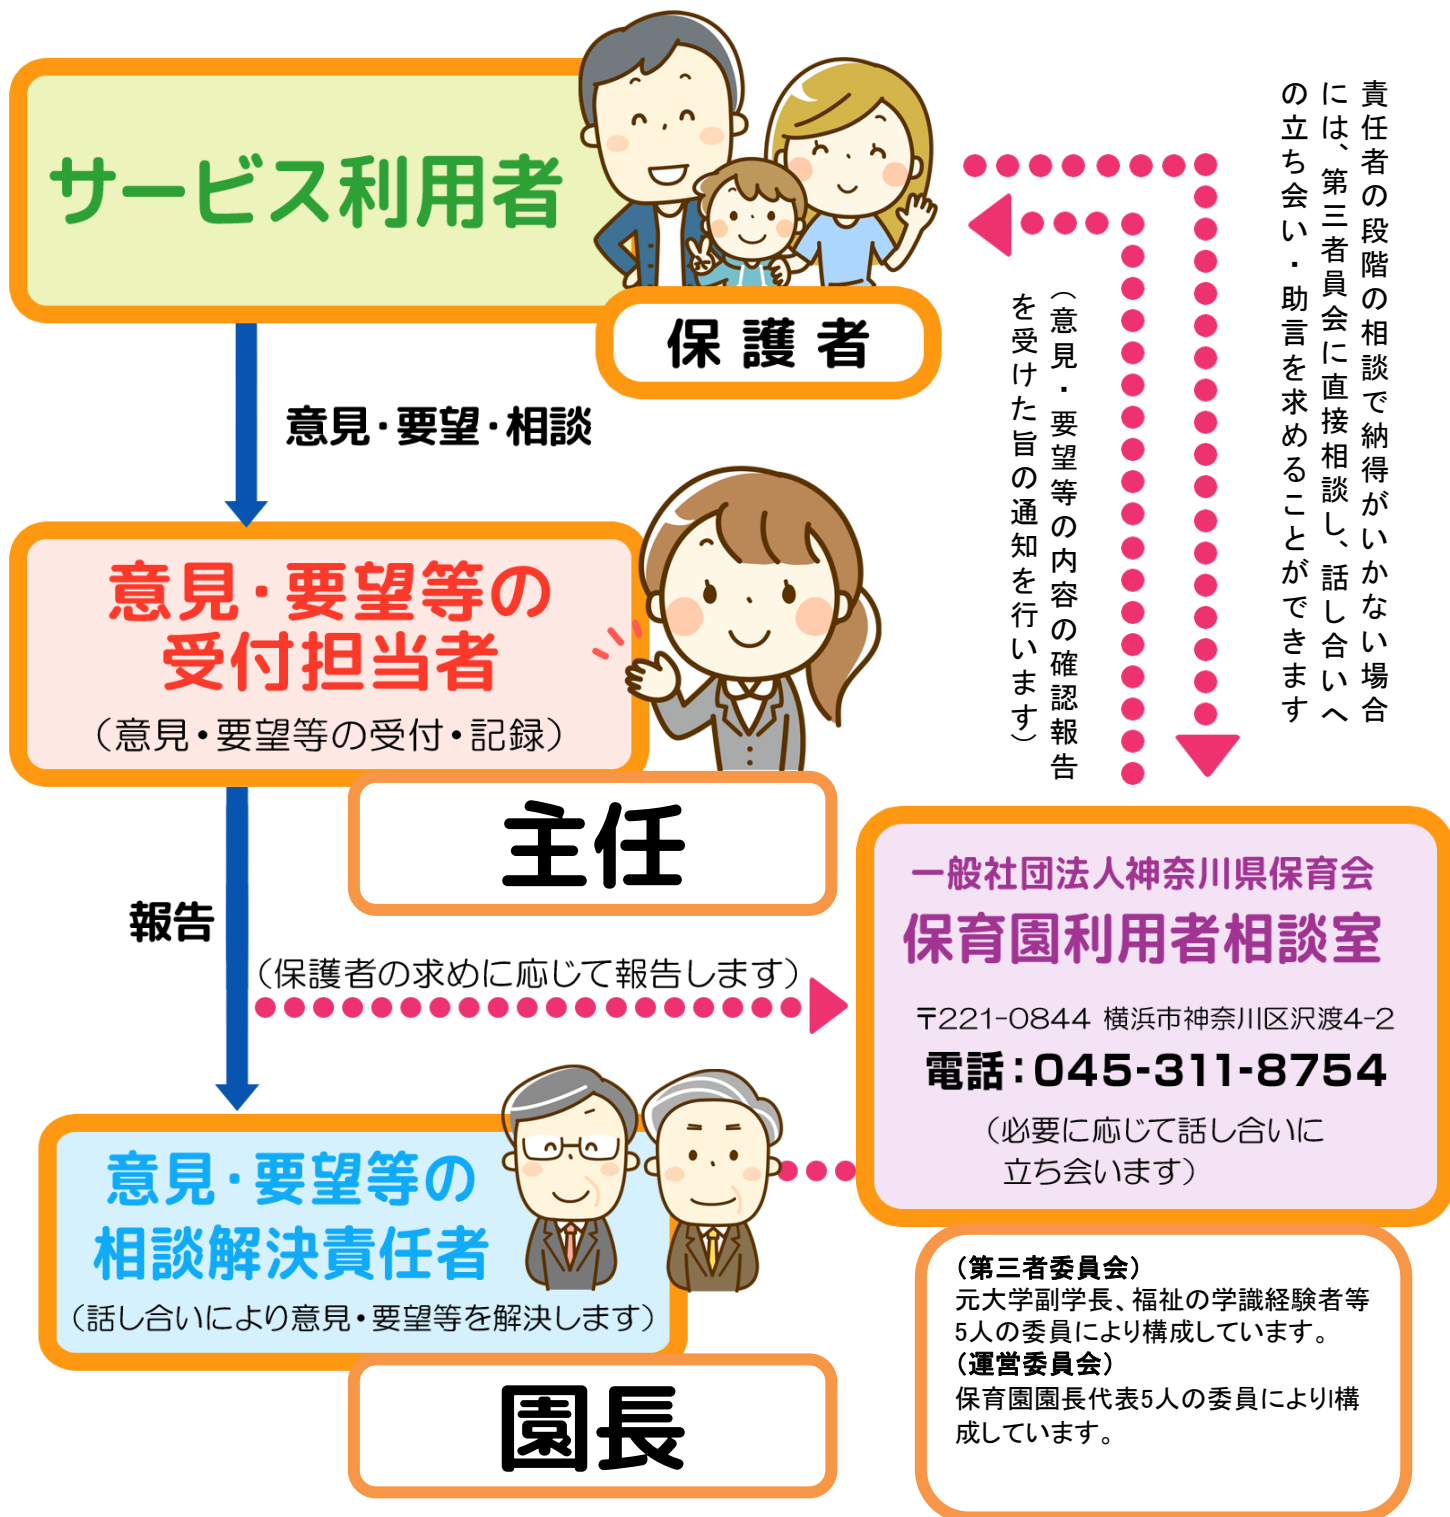 サービス利用者
保護者
意見・要望・相談
意見・要望等の
受付担当者
（意見・要望等の受付・記録）
主任
報告
（保護者の求めに応じて報告します）
意見・要望等の
相談解決責任者
（話し合いにより意見・要望等を解決します）
園長
責任者の段階の相談で納得がいかない場合
には、第三者員会に直接相談し、話し合いへ
の立ち会い・助言を求めることができます
（意見・要望等の内容の確認報告
を受けた旨の通知を行います）
一般社団法人神奈川県保育会
保育園利用者相談室
〒221-0844 横浜市神奈川区沢渡4-2
電話：045-311-8754
（必要に応じて話し合いに
立ち会います）
（第三者委員会）
元大学副学長、福祉の学識経験者等
5人の委員により構成しています。
（運営委員会）
保育園園長代表5人の委員によりl構
成しています。